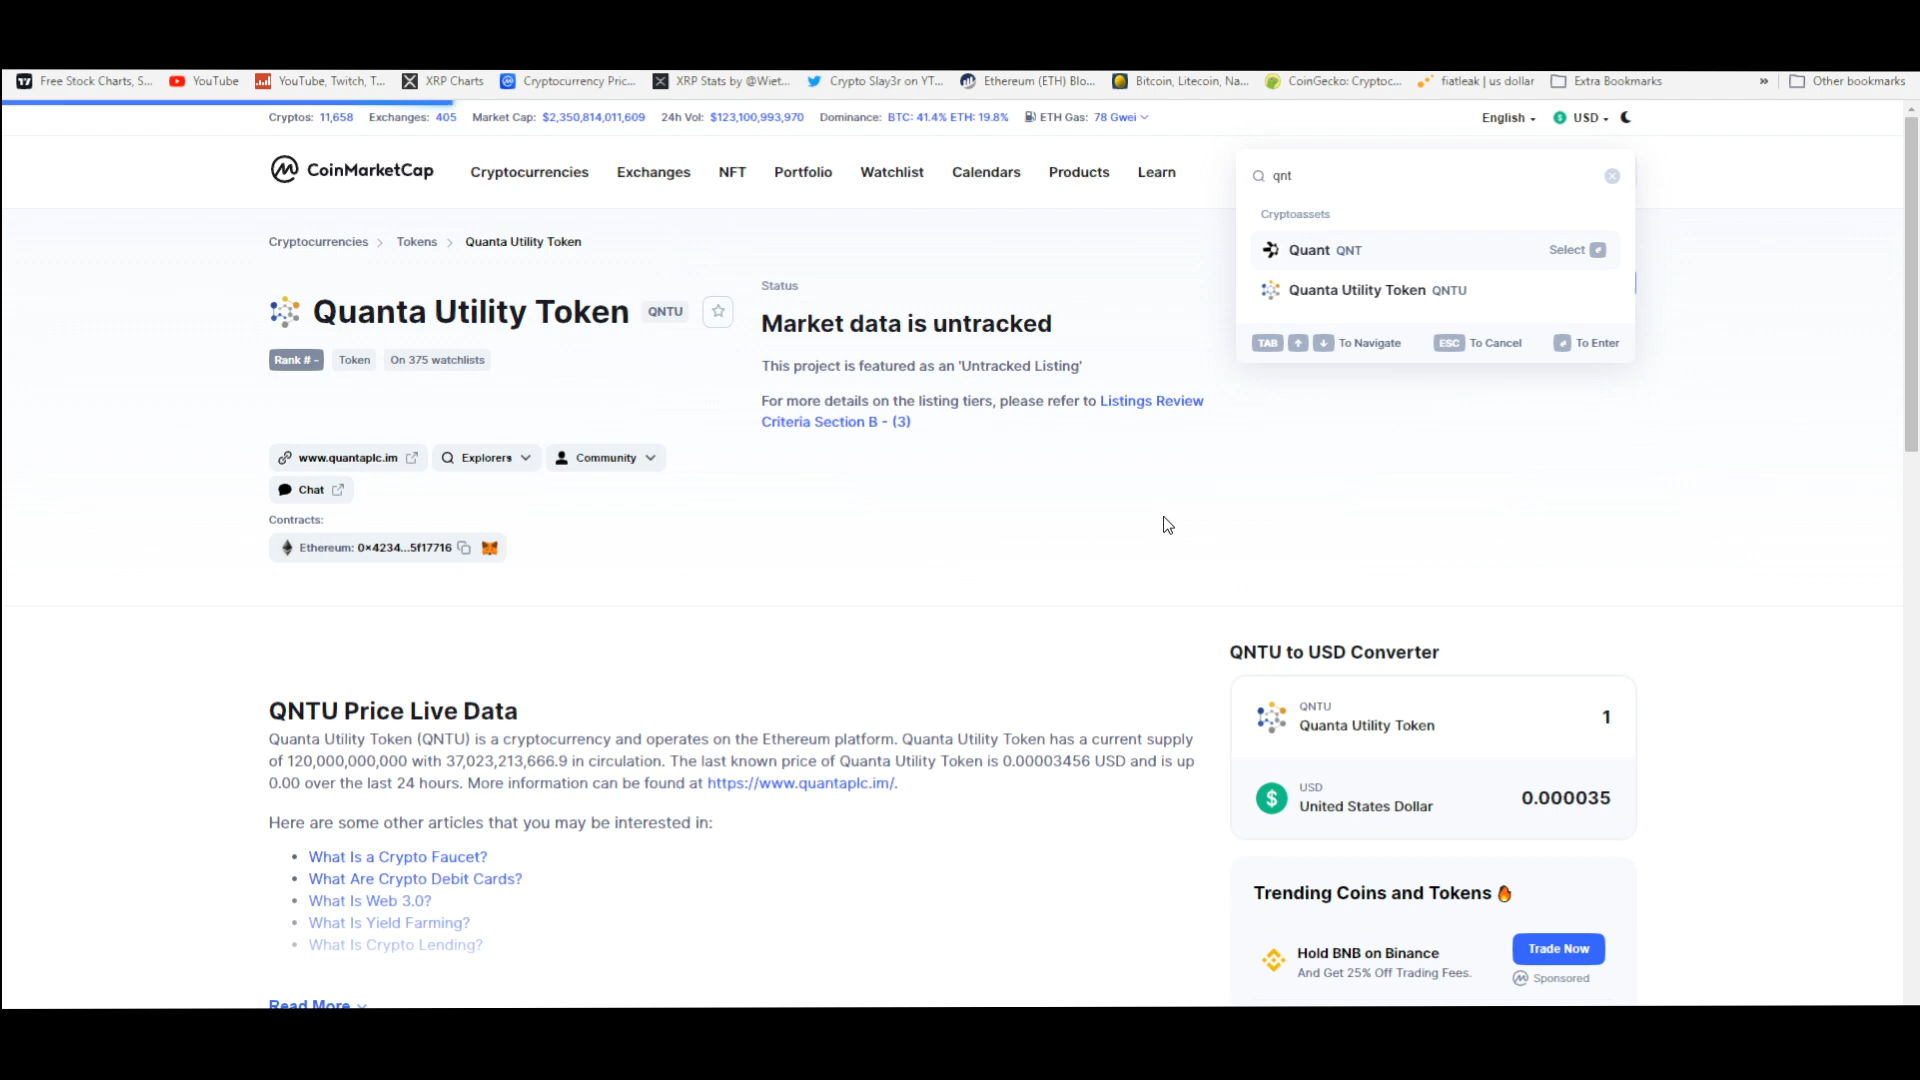 Free Stock Charts, S... YouTube YouTube, Twitch, T... XRP Charts Cryptocurrency Pric... XRP Stats by @Wiet... Crypto Slay3r on YT... Ethereum (ETH) Blo... Bitcoin, Litecoin, Na... CoinGecko: Cryptoc... fiatleak | us dollar Extra Bookmarks » Other bookmarks
Cryptos: 11,658 Exchanges: 405 Market Cap: $2,350,814,011,609 24h Vol: $123,100,993,970 Dominance: BTC: 41.4% ETH: 19.8% ETH Gas: 78 Gwei English USD
CoinMarketCap Cryptocurrencies Exchanges NFT Portfolio Watchlist Calendars Products Learn
qnt
Cryptoassets
Quant QNT Select
Quanta Utility Token QNTU
TAB To Navigate ESC To Cancel To Enter
Cryptocurrencies > Tokens > Quanta Utility Token
Quanta Utility Token QNTU
Rank # - Token On 375 watchlists
Status
Market data is untracked
This project is featured as an 'Untracked Listing'
For more details on the listing tiers, please refer to Listings Review
Criteria Section B - (3)
www.quantaplc.im Explorers Community
Chat
Contracts:
Ethereum: 0x4234...5f17716
QNTU Price Live Data
Quanta Utility Token (QNTU) is a cryptocurrency and operates on the Ethereum platform. Quanta Utility Token has a current supply
of 120,000,000,000 with 37,023,213,666.9 in circulation. The last known price of Quanta Utility Token is 0.00003456 USD and is up
0.00 over the last 24 hours. More information can be found at https://www.quantaplc.im/.
Here are some other articles that you may be interested in:
• What Is a Crypto Faucet?
• What Are Crypto Debit Cards?
• What Is Web 3.0?
• What Is Yield Farming?
• What Is Crypto Lending?
Read More
QNTU to USD Converter
QNTU
Quanta Utility Token 1
USD
United States Dollar 0.000035
Trending Coins and Tokens 🔥
Hold BNB on Binance Trade Now
And Get 25% Off Trading Fees. Sponsored